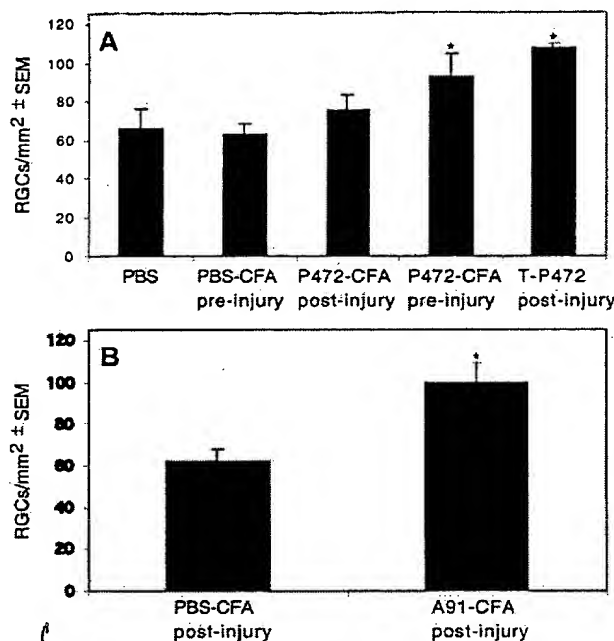 A
RGCs/mm² ± SEM
120
100
80
60
40
20
0
* *
PBS PBS-CFA P472-CFA P472-CFA T-P472
pre-injury post-injury pre-injury post-injury
B
RGCs/mm² ± SEM
120
100
80
60
40
20
0
*
PBS-CFA A91-CFA
post-injury post-injury